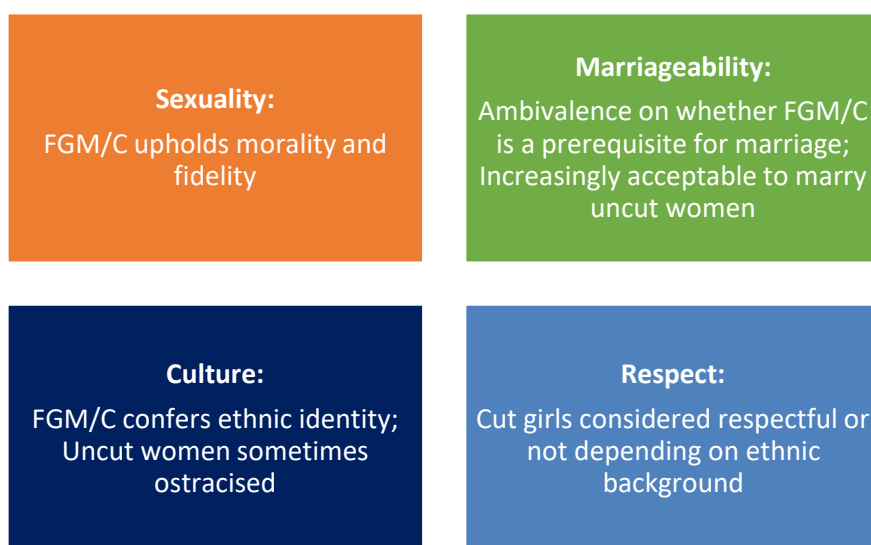 Sexuality:
FGM/C upholds morality and
fidelity
Marriageability:
Ambivalence on whether FGM/C
is a prerequisite for marriage;
Increasingly acceptable to marry
uncut women
Culture:
FGM/C confers ethnic identity;
Uncut women sometimes
ostracised
Respect:
Cut girls considered respectful or
not depending on ethnic
background